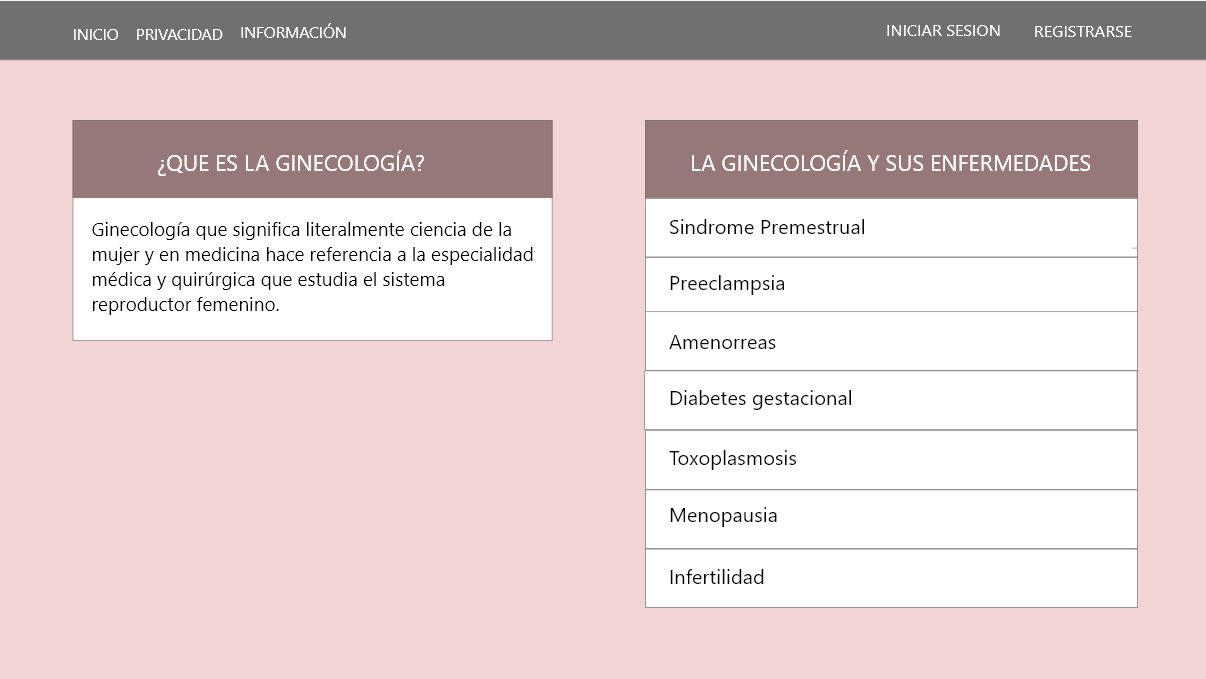 INICIO PRIVACIDAD INFORMACIÓN INICIAR SESION REGISTRARSE
¿QUE ES LA GINECOLOGÍA?
Ginecología que significa literalmente ciencia de la
mujer y en medicina hace referencia a la especialidad
médica y quirúrgica que estudia el sistema
reproductor femenino.
LA GINECOLOGÍA Y SUS ENFERMEDADES
Sindrome Premestrual
Preeclampsia
Amenorreas
Diabetes gestacional
Toxoplasmosis
Menopausia
Infertilidad